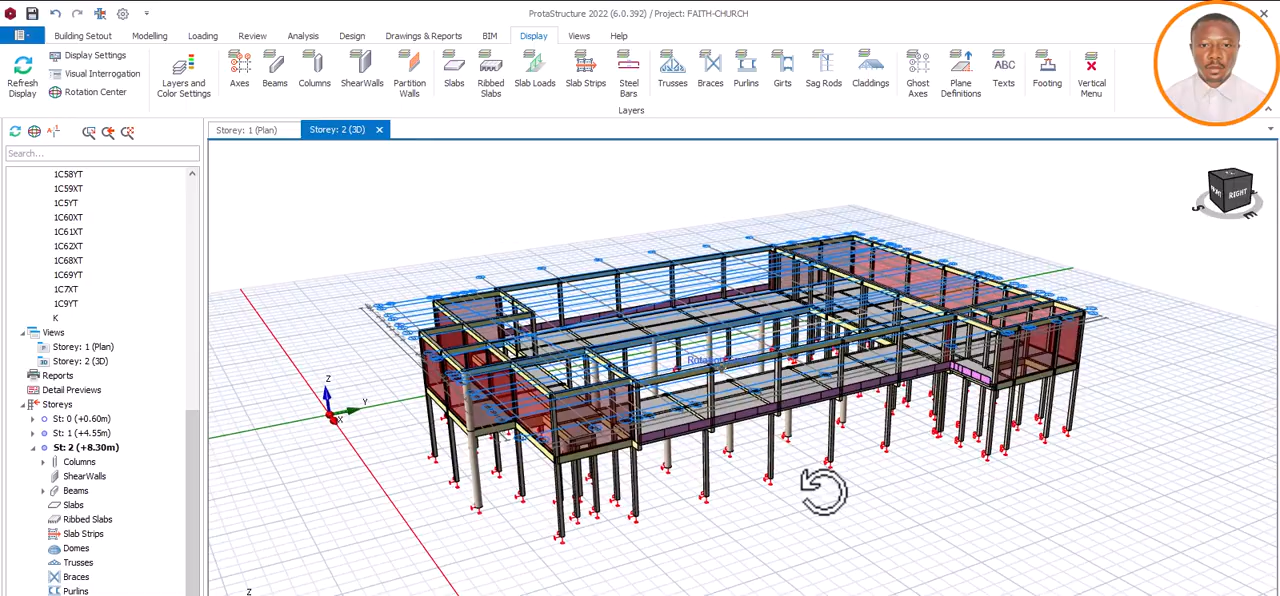 ProtaStructure 2022 (6.0.392) / Project: FAITH-CHURCH
Building Setout Modelling Loading Review Analysis Design Drawings & Reports BIM Display Views Help
Refresh Display
Display Settings
Visual Interrogation
Rotation Center
Layers and Color Settings
Axes
Beams
Columns
ShearWalls
Partition Walls
Slabs
Ribbed Slabs
Slab Loads
Slab Strips
Steel Bars
Trusses
Braces
Purlins
Girts
Sag Rods
Claddings
Ghost Axes
Plane Definitions
ABC
Texts
Footing
Vertical Menu
Layers
Storey: 1 (Plan)
Storey: 2 (3D)
Search...
1C58YT
1C59XT
1C5YT
1C60XT
1C61XT
1C62XT
1C68XT
1C69YT
1C7XT
1C9YT
K
Views
Storey: 1 (Plan)
Storey: 2 (3D)
Reports
Detail Previews
Storeys
St: 0 (+0.60m)
St: 1 (+4.55m)
St: 2 (+8.30m)
Columns
ShearWalls
Beams
Slabs
Ribbed Slabs
Slab Strips
Domes
Trusses
Braces
Purlins
RIGHT
S
E
Z
Y
X
Z